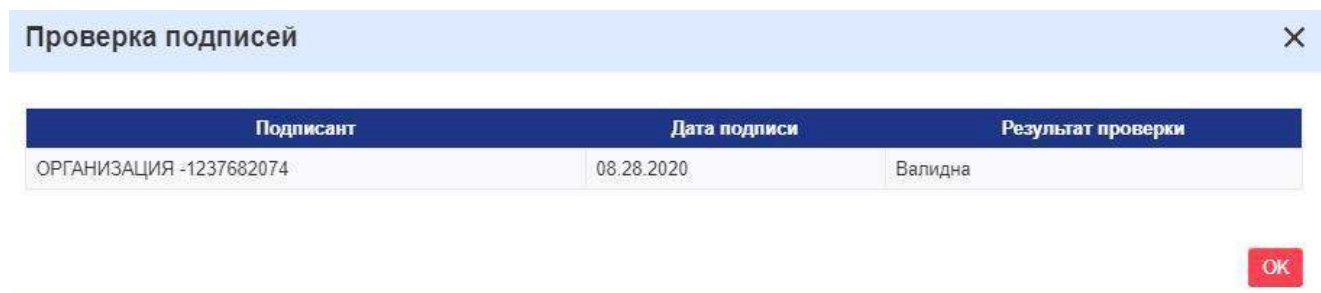 Проверка подписей
Подписант Дата подписи Результат проверки
ОРГАНИЗАЦИЯ -1237682074 08.28.2020 Валидна
OK